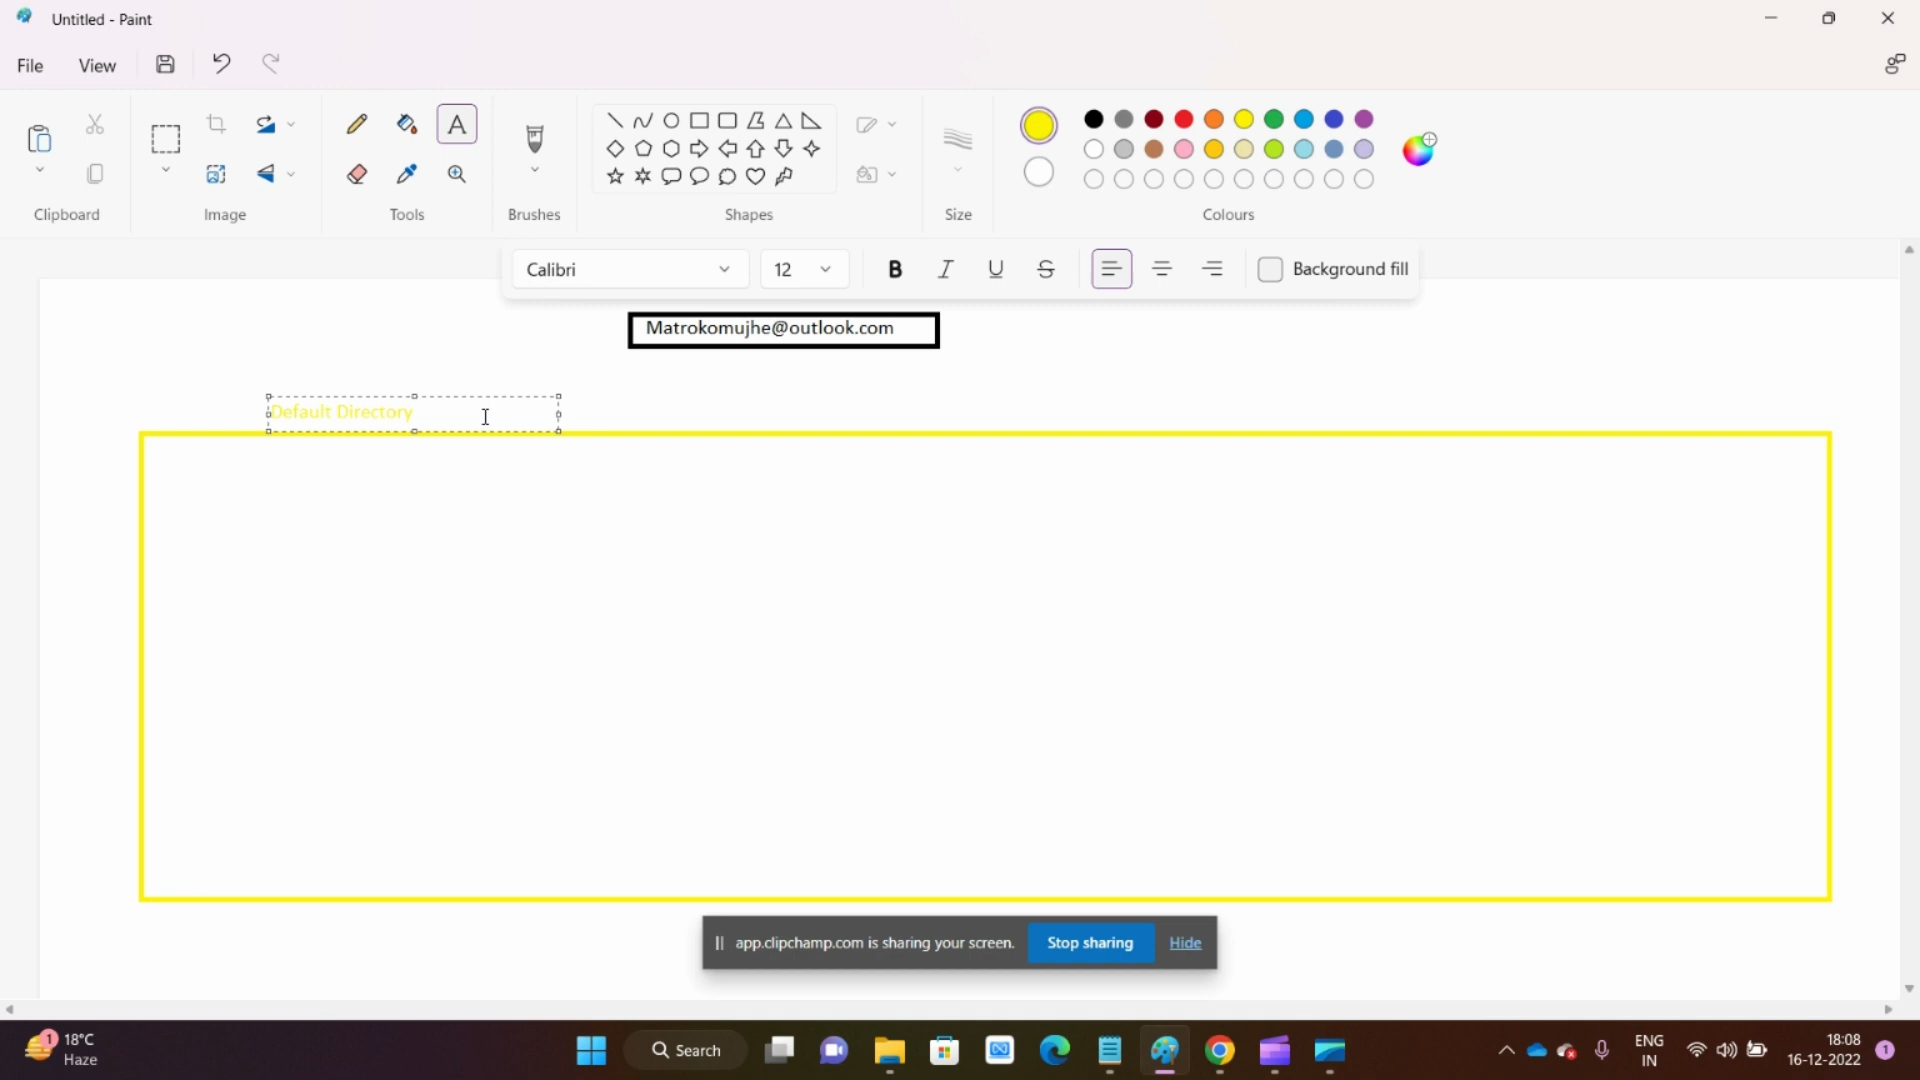 Untitled - Paint
File View
Clipboard Image Tools Brushes Shapes Size Colours
Calibri 12 B I U S Background fill
Matrokomujhe@outlook.com
Default Directory
app.clipchamp.com is sharing your screen. Stop sharing Hide
1 18°C
Haze
Search
ENG
IN
18:08
16-12-2022 1